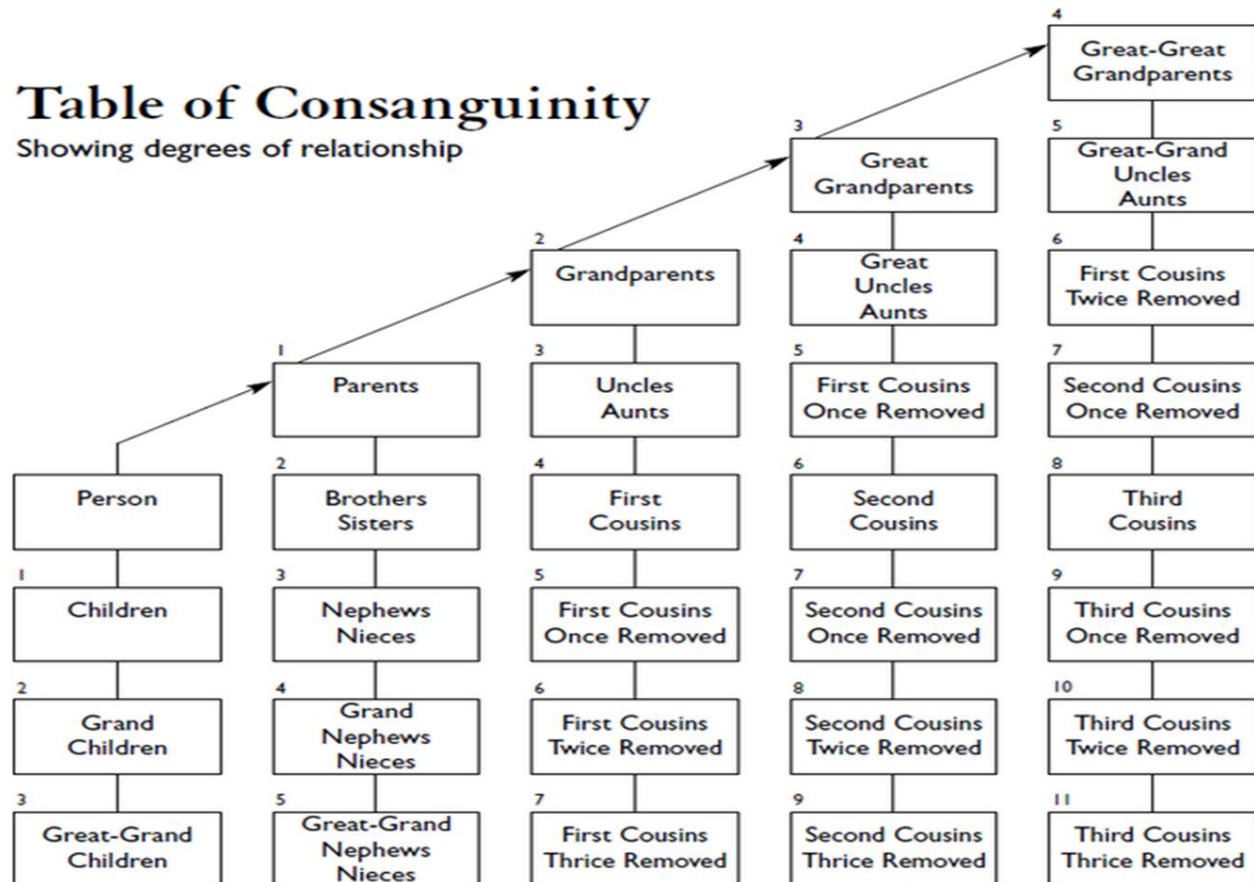 Table of Consanguinity
Showing degrees of relationship
4
Great-Great
Grandparents
3
Great
Grandparents
5
Great-Grand
Uncles
Aunts
2
Grandparents
4
Great
Uncles
Aunts
6
First Cousins
Twice Removed
1
Parents
3
Uncles
Aunts
5
First Cousins
Once Removed
7
Second Cousins
Once Removed
Person
2
Brothers
Sisters
4
First
Cousins
6
Second
Cousins
8
Third
Cousins
1
Children
3
Nephews
Nieces
5
First Cousins
Once Removed
7
Second Cousins
Once Removed
9
Third Cousins
Once Removed
2
Grand
Children
4
Grand
Nephews
Nieces
6
First Cousins
Twice Removed
8
Second Cousins
Twice Removed
10
Third Cousins
Twice Removed
3
Great-Grand
Children
5
Great-Grand
Nephews
Nieces
7
First Cousins
Thrice Removed
9
Second Cousins
Thrice Removed
11
Third Cousins
Thrice Removed